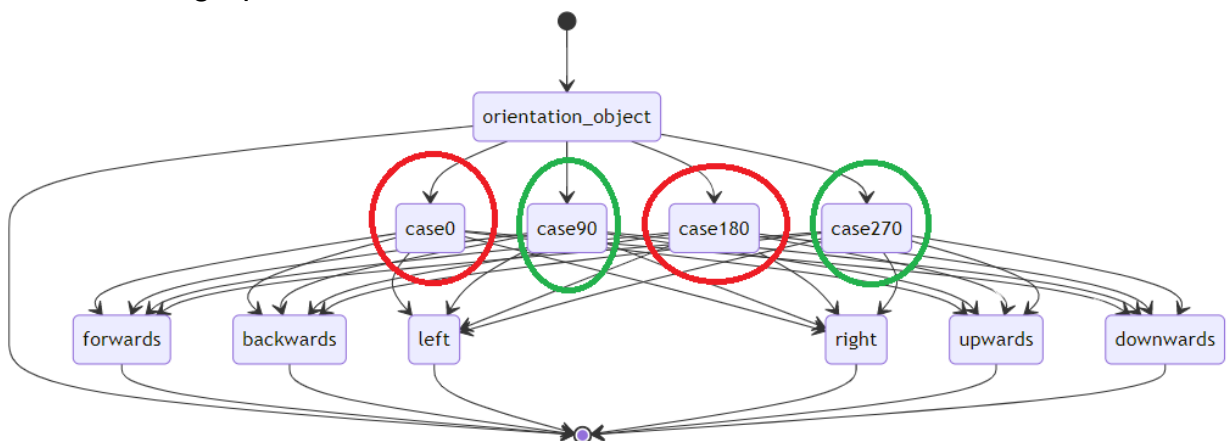 orientation_object
case0
case90
case180
case270
forwards
backwards
left
right
upwards
downwards